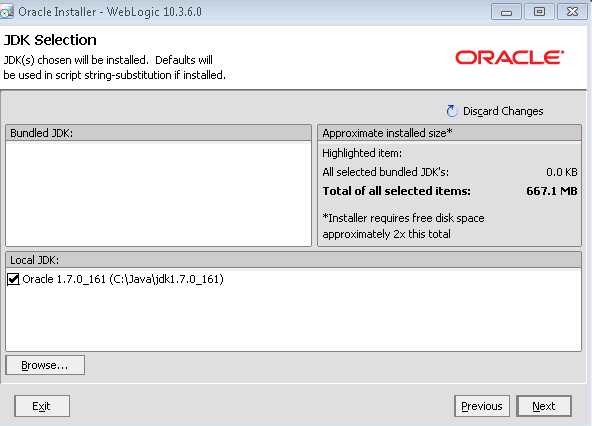 Oracle Installer - WebLogic 10.3.6.0
JDK Selection
JDK(s) chosen will be installed. Defaults will
be used in script string-substitution if installed.
ORACLE®
Discard Changes
Bundled JDK:
Approximate installed size*
Highlighted item:
All selected bundled JDK's: 0.0 KB
Total of all selected items: 667.1 MB
*Installer requires free disk space
approximately 2x this total
Local JDK:
Oracle 1.7.0_161 (C:\Java\jdk1.7.0_161)
Browse...
Exit
Previous
Next